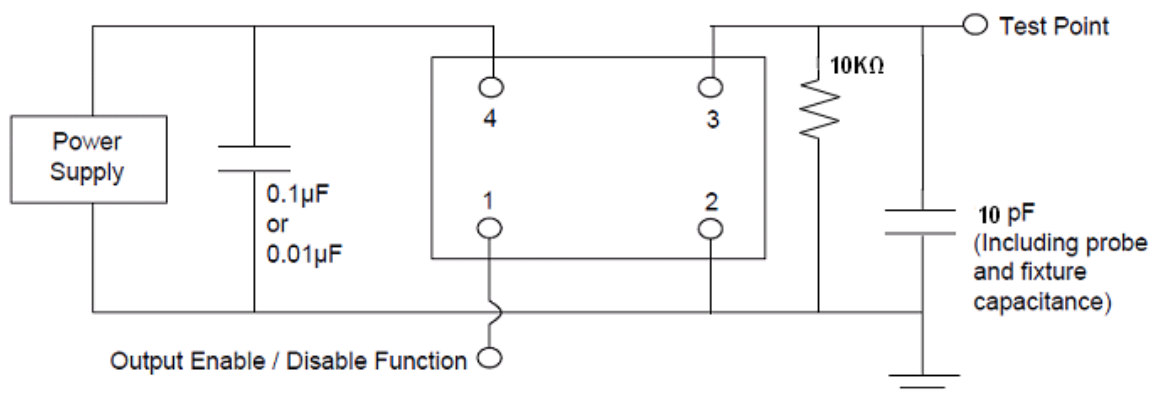 Test Point
10KΩ
Power
Supply
4
3
0.1µF
or
0.01µF
1
2
10 pF
(Including probe
and fixture
capacitance)
Output Enable / Disable Function